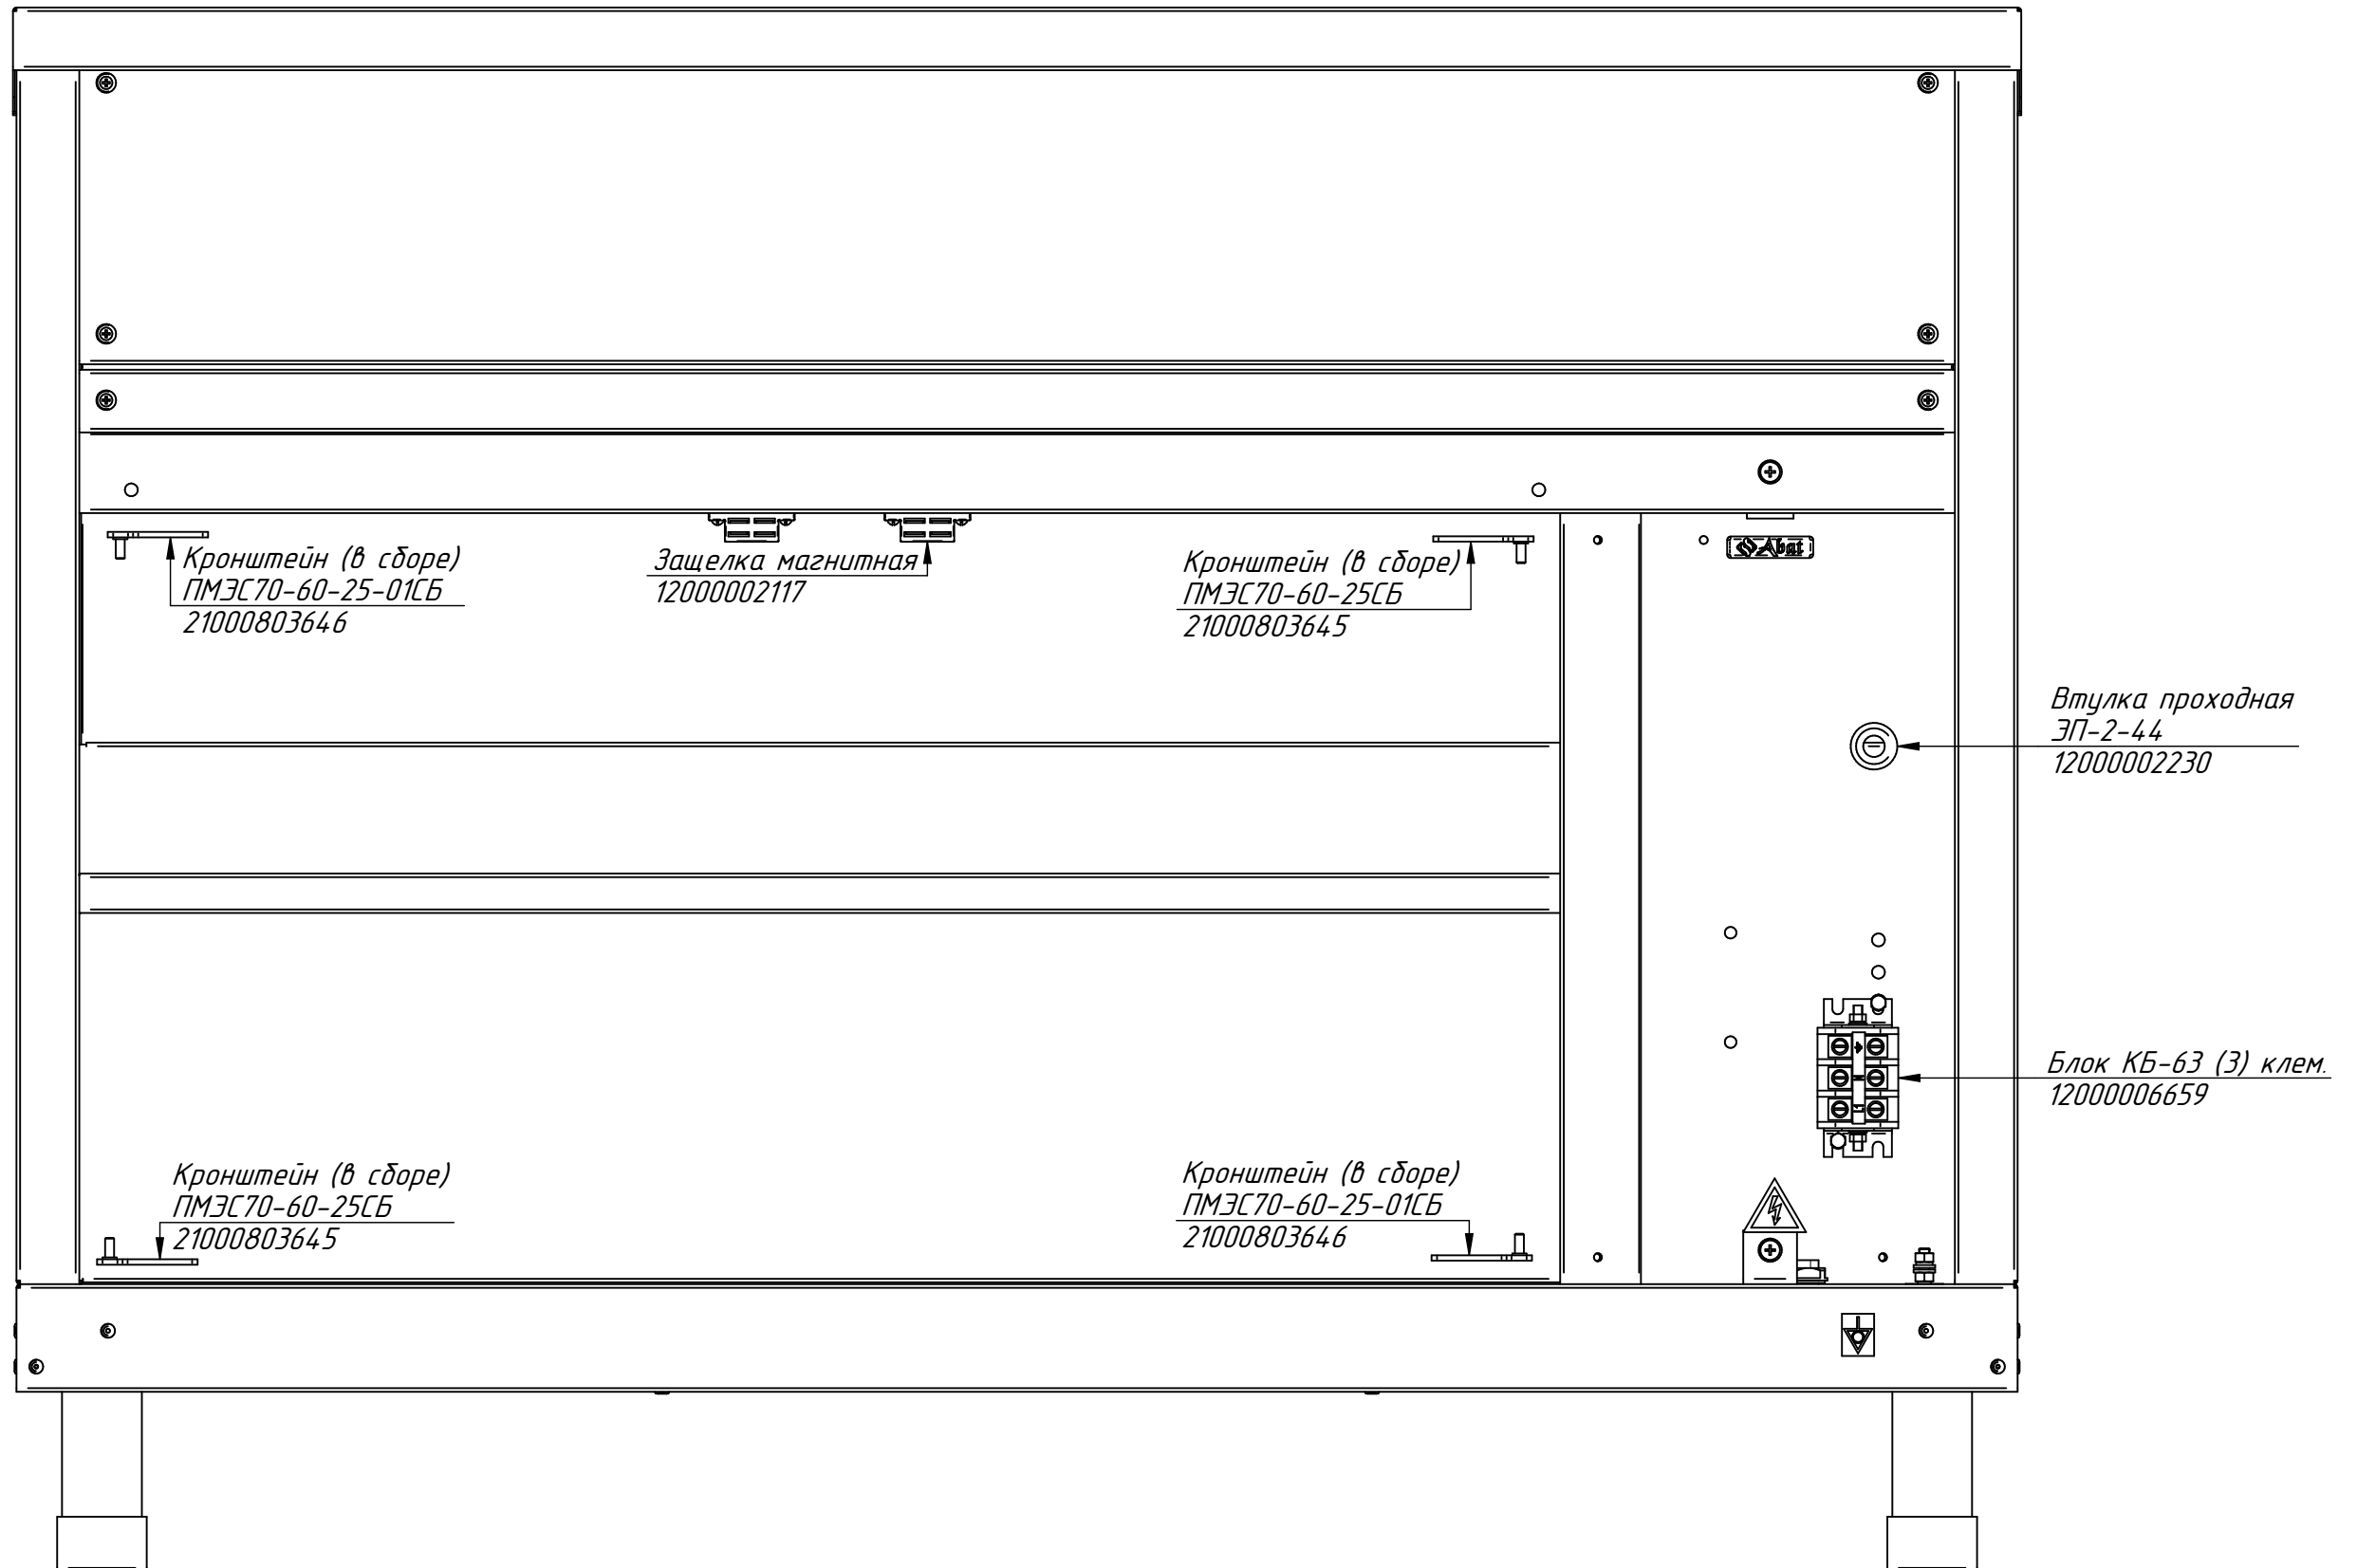 Кронштейн (в сборе)
ПМЭС70-60-25-01СБ
21000803646
Защелка магнитная
12000002117
Кронштейн (в сборе)
ПМЭС70-60-25СБ
21000803645
Abat
Втулка проходная
ЭП-2-44
12000002230
Блок КБ-63 (3) клем.
12000006659
Кронштейн (в сборе)
ПМЭС70-60-25СБ
21000803645
Кронштейн (в сборе)
ПМЭС70-60-25-01СБ
21000803646